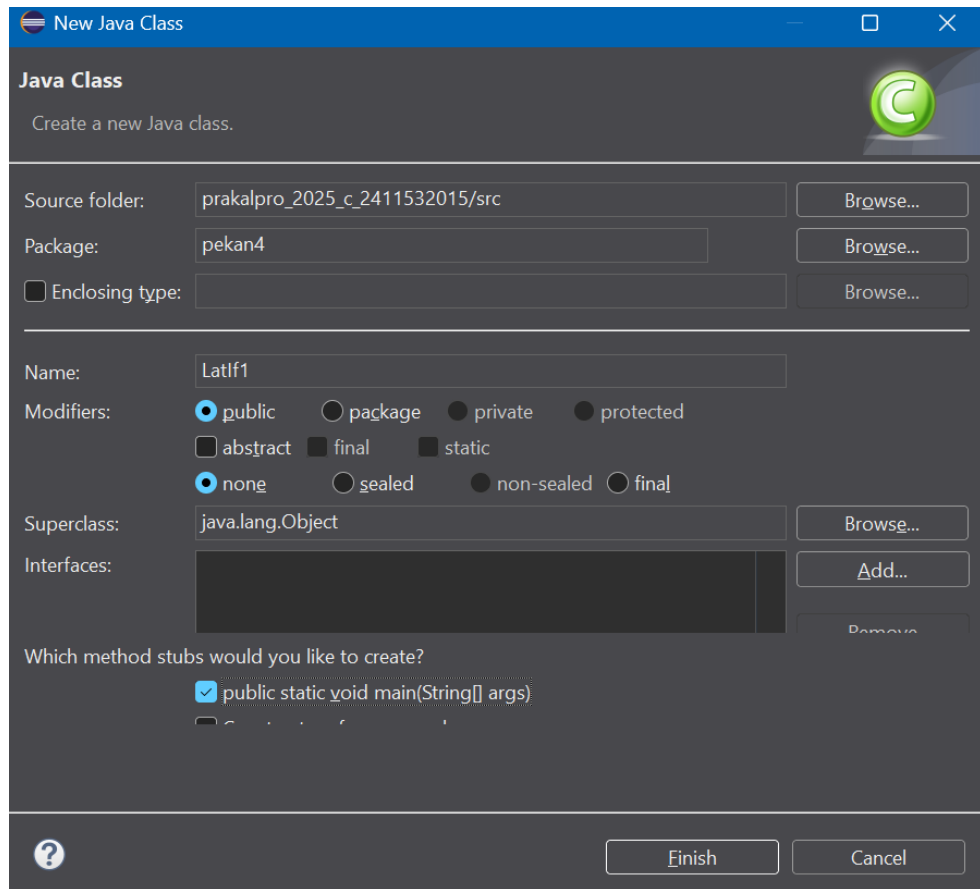 New Java Class
Java Class
Create a new Java class.
Source folder: prakalpro_2025_c_2411532015/src Browse...
Package: pekan4 Browse...
Enclosing type: Browse...
Name: LatIf1
Modifiers: public package private protected
abstract final static
none sealed non-sealed final
Superclass: java.lang.Object Browse...
Interfaces: Add...
Remove
Which method stubs would you like to create?
public static void main(String[] args)
Finish Cancel